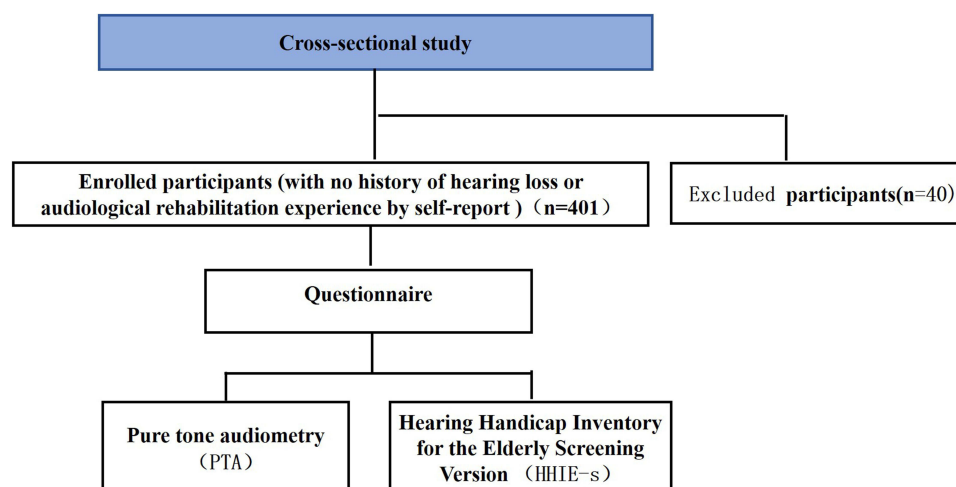 Cross-sectional study
Enrolled participants (with no history of hearing loss or
audiological rehabilitation experience by self-report )（n=401）
Excluded participants(n=40)
Questionnaire
Pure tone audiometry
（PTA）
Hearing Handicap Inventory
for the Elderly Screening
Version （HHIE-s）